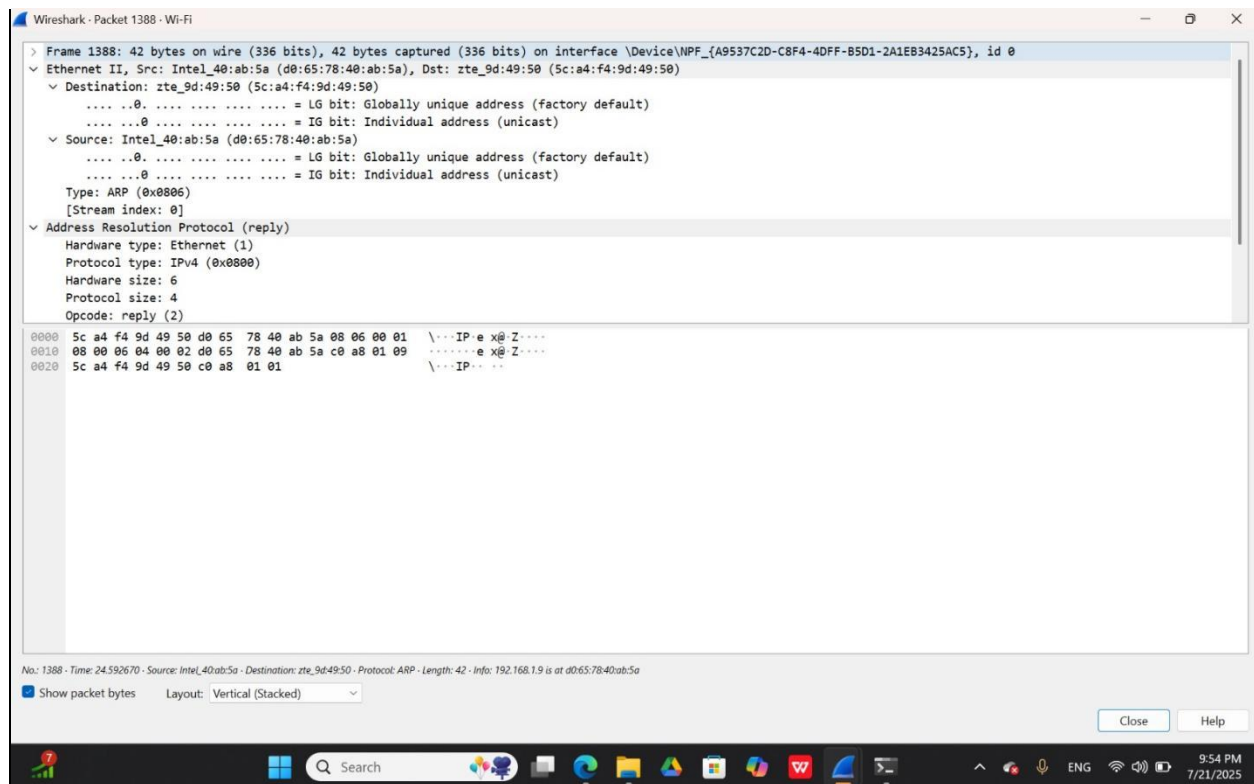 Wireshark · Packet 1388 · Wi-Fi
Frame 1388: 42 bytes on wire (336 bits), 42 bytes captured (336 bits) on interface \Device\NPF_{A9537C2D-C8F4-4DFF-B5D1-2A1EB3425AC5}, id 0
Ethernet II, Src: Intel_40:ab:5a (d0:65:78:40:ab:5a), Dst: zte_9d:49:50 (5c:a4:f4:9d:49:50)
Destination: zte_9d:49:50 (5c:a4:f4:9d:49:50)
.... ..0. .... .... .... .... = LG bit: Globally unique address (factory default)
.... ...0 .... .... .... .... = IG bit: Individual address (unicast)
Source: Intel_40:ab:5a (d0:65:78:40:ab:5a)
.... ..0. .... .... .... .... = LG bit: Globally unique address (factory default)
.... ...0 .... .... .... .... = IG bit: Individual address (unicast)
Type: ARP (0x0806)
[Stream index: 0]
Address Resolution Protocol (reply)
Hardware type: Ethernet (1)
Protocol type: IPv4 (0x0800)
Hardware size: 6
Protocol size: 4
Opcode: reply (2)
0000 5c a4 f4 9d 49 50 d0 65 78 40 ab 5a 08 06 00 01 \···IP·e x@·Z····
0010 08 00 06 04 00 02 d0 65 78 40 ab 5a c0 a8 01 09 ·······e x@·Z····
0020 5c a4 f4 9d 49 50 c0 a8 01 01 \···IP·· ··
No.: 1388 · Time: 24.592670 · Source: Intel_40:ab:5a · Destination: zte_9d:49:50 · Protocol: ARP · Length: 42 · Info: 192.168.1.9 is at d0:65:78:40:ab:5a
Show packet bytes Layout: Vertical (Stacked)
Close Help
7
Search
W
ENG
9:54 PM
7/21/2025